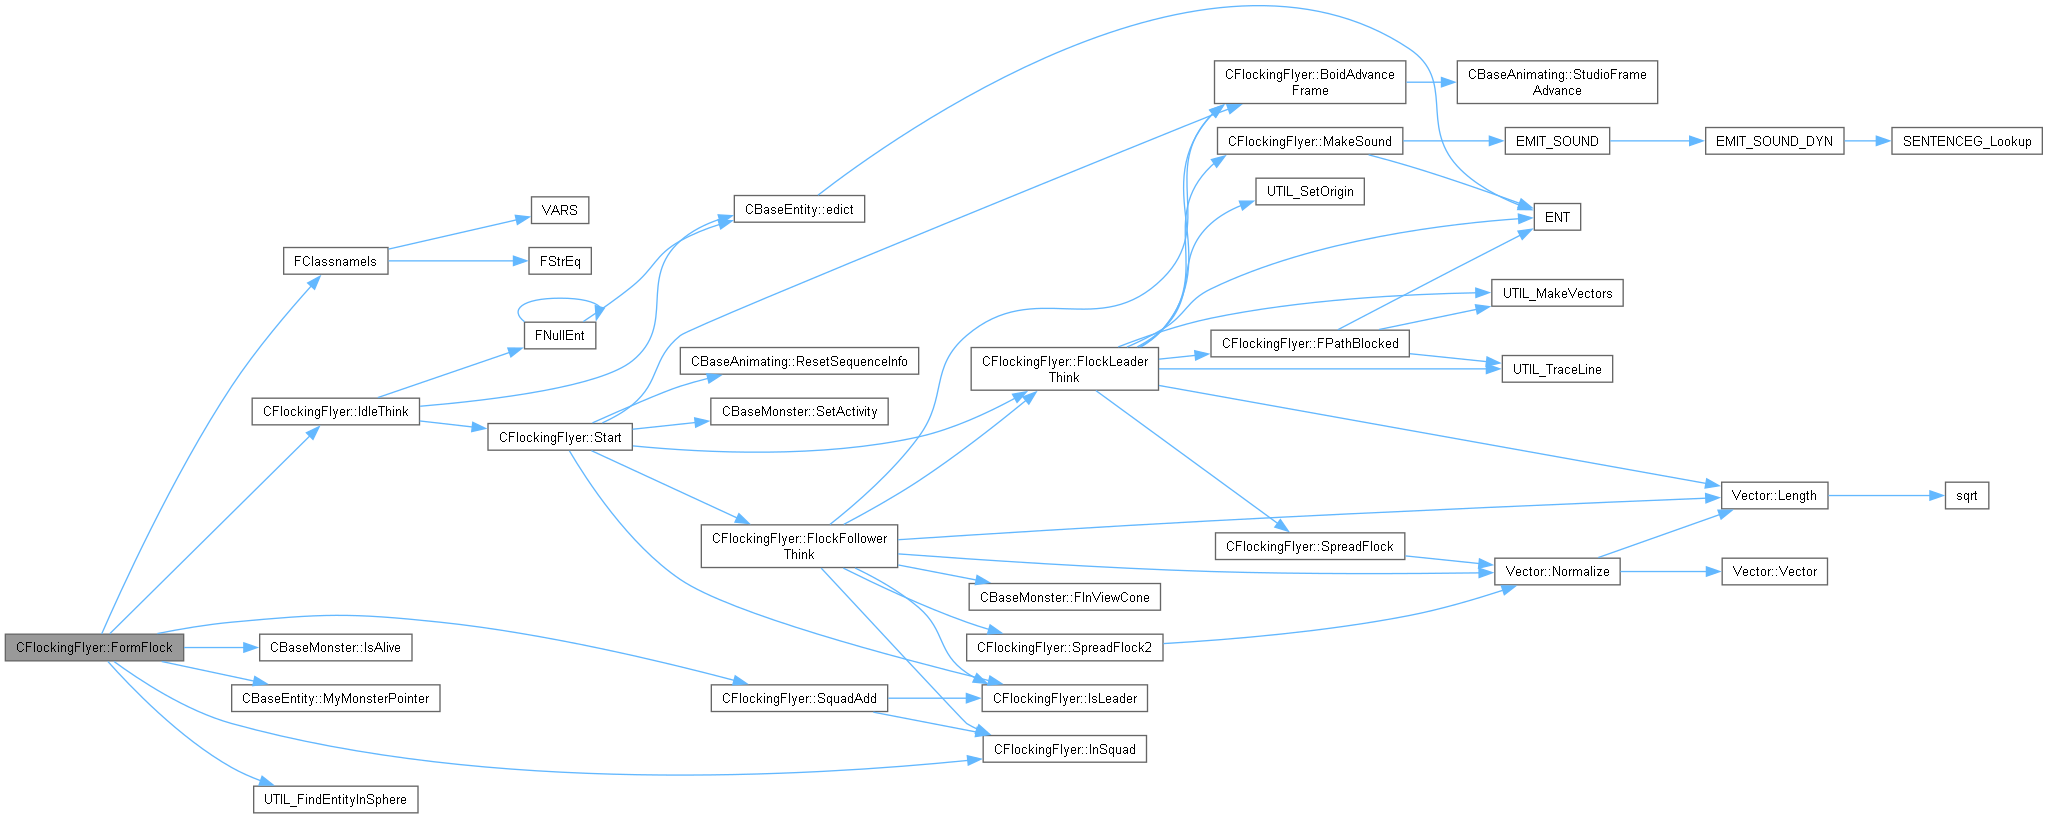 CFlockingFlyer::BoidAdvance
Frame
CBaseAnimating::StudioFrame
Advance
CFlockingFlyer::MakeSound
EMIT_SOUND
EMIT_SOUND_DYN
SENTENCEG_Lookup
UTIL_SetOrigin
VARS
CBaseEntity::edict
ENT
FClassnameIs
FStrEq
UTIL_MakeVectors
FNullEnt
CFlockingFlyer::FPathBlocked
CBaseAnimating::ResetSequenceInfo
CFlockingFlyer::FlockLeader
Think
UTIL_TraceLine
CFlockingFlyer::IdleThink
CBaseMonster::SetActivity
CFlockingFlyer::Start
Vector::Length
sqrt
CFlockingFlyer::FlockFollower
Think
CFlockingFlyer::SpreadFlock
Vector::Normalize
Vector::Vector
CBaseMonster::FInViewCone
CFlockingFlyer::FormFlock
CBaseMonster::IsAlive
CFlockingFlyer::SpreadFlock2
CBaseEntity::MyMonsterPointer
CFlockingFlyer::SquadAdd
CFlockingFlyer::IsLeader
CFlockingFlyer::InSquad
UTIL_FindEntityInSphere